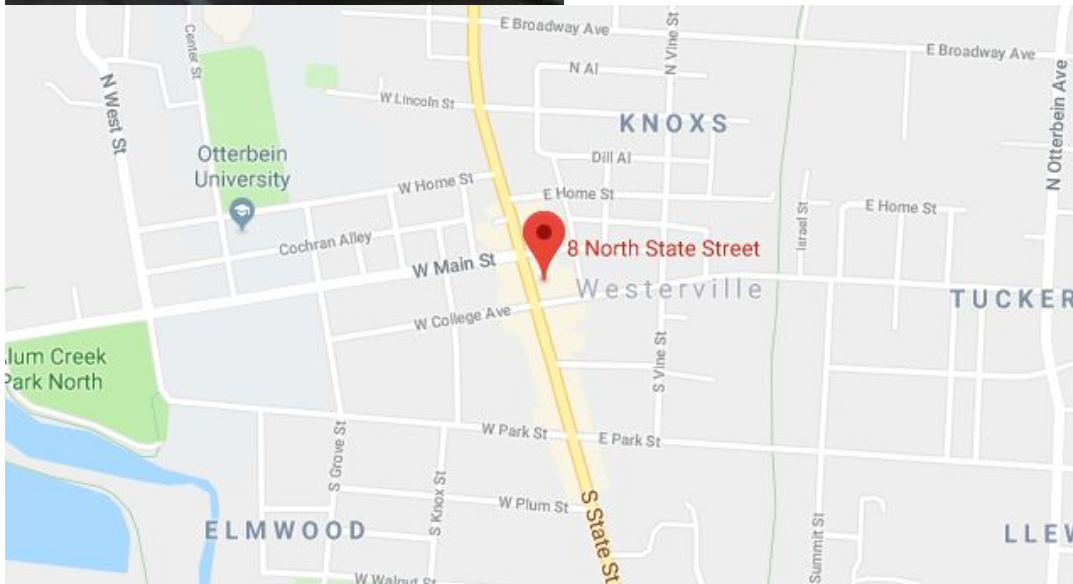 E Broadway Ave
E Broadway Ave
Center St
N Vine St
N West St
N Al
N Otterbein Ave
W Lincoln St
KNOXS
Otterbein
University
Dill Al
W Home St
E Home St
E Home St
Israel St
Cochran Alley
8 North State Street
W Main St
Westerville
TUCKER
W College Ave
lum Creek
Park North
S Vine St
W Park St
E Park St
S Grove St
S Knox St
W Plum St
S State St
ELMWOOD
Summit St
LLEW
W Walnut St